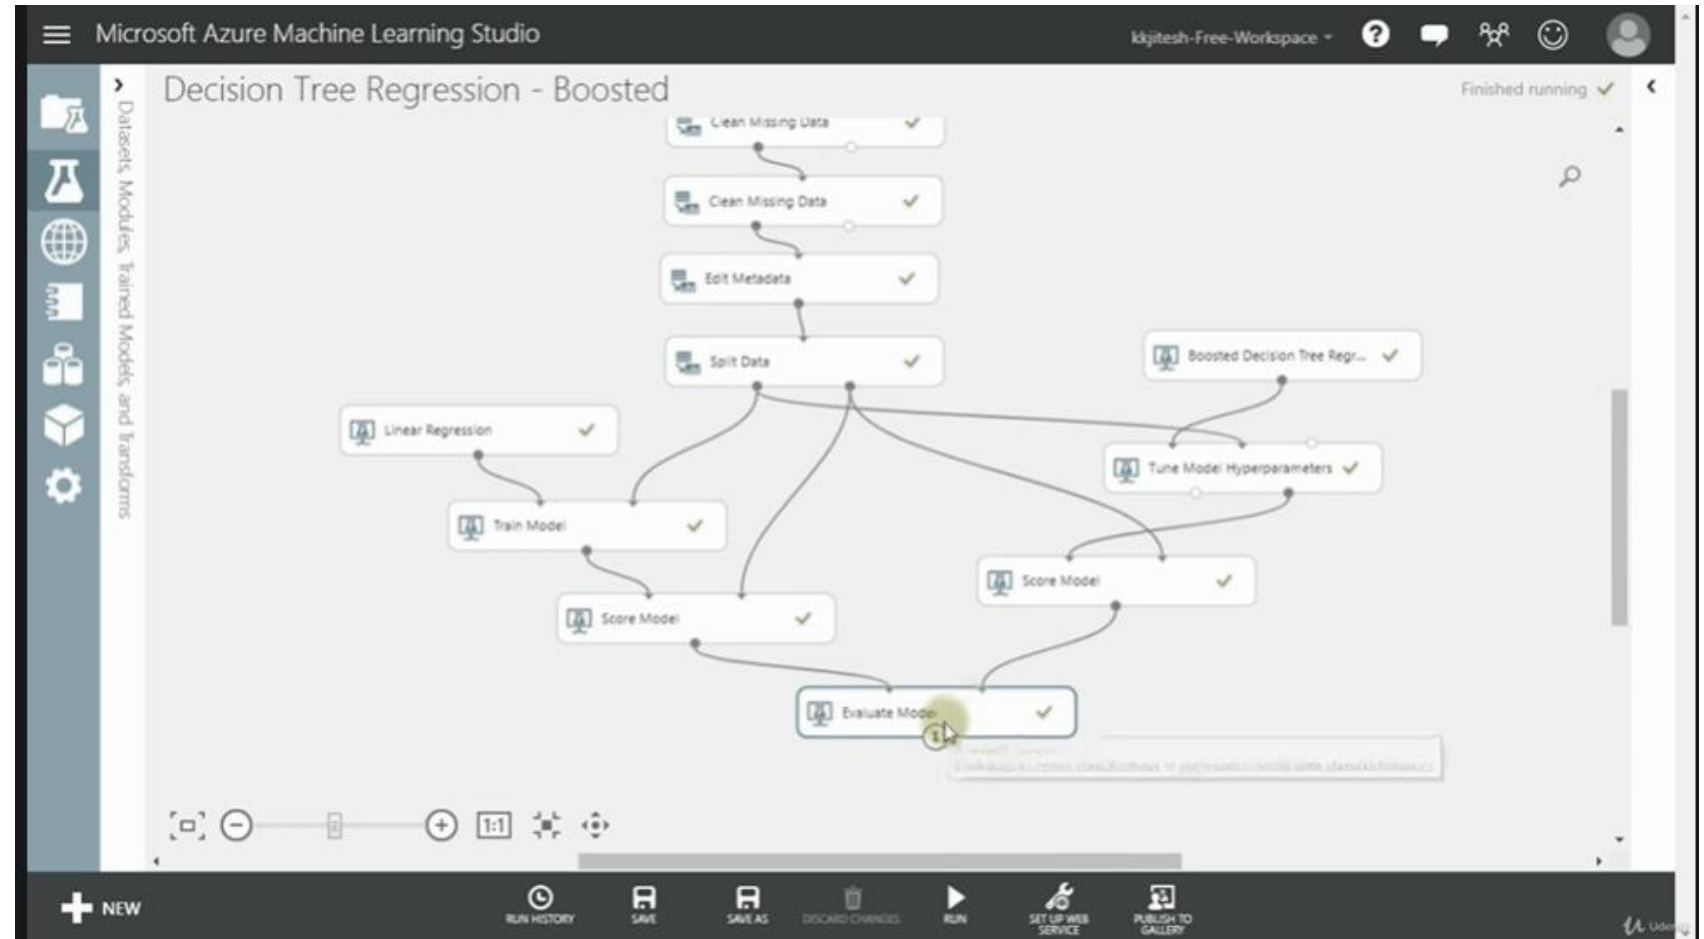 Microsoft Azure Machine Learning Studio
kkjitesh-Free-Workspace
Decision Tree Regression - Boosted
Finished running
Datasets, Modules, Trained Models, and Transforms
Clean Missing Data
Clean Missing Data
Edit Metadata
Split Data
Boosted Decision Tree Regr...
Linear Regression
Tune Model Hyperparameters
Train Model
Score Model
Score Model
Evaluate Model
1
1:1
NEW
RUN HISTORY
SAVE
SAVE AS
DISCARD CHANGES
RUN
SET UP WEB
SERVICE
PUBLISH TO
GALLERY